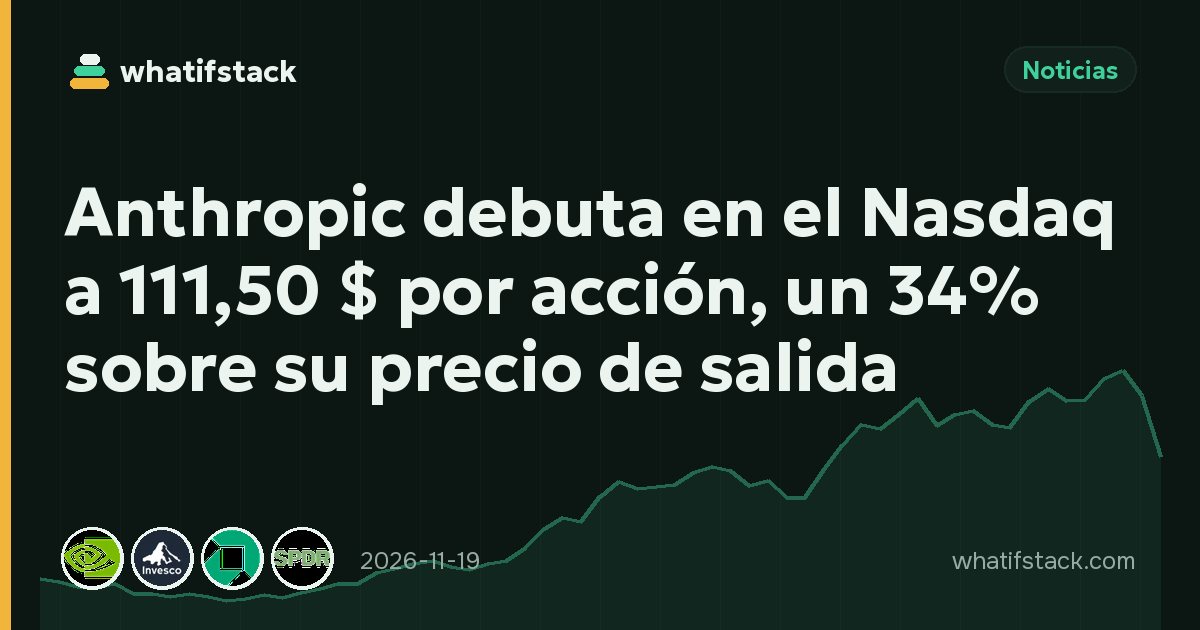 whatifstack
Noticias
Anthropic debuta en el Nasdaq
a 111,50 $ por acción, un 34%
sobre su precio de salida
Invesco
SPDR
2026-11-19
whatifstack.com